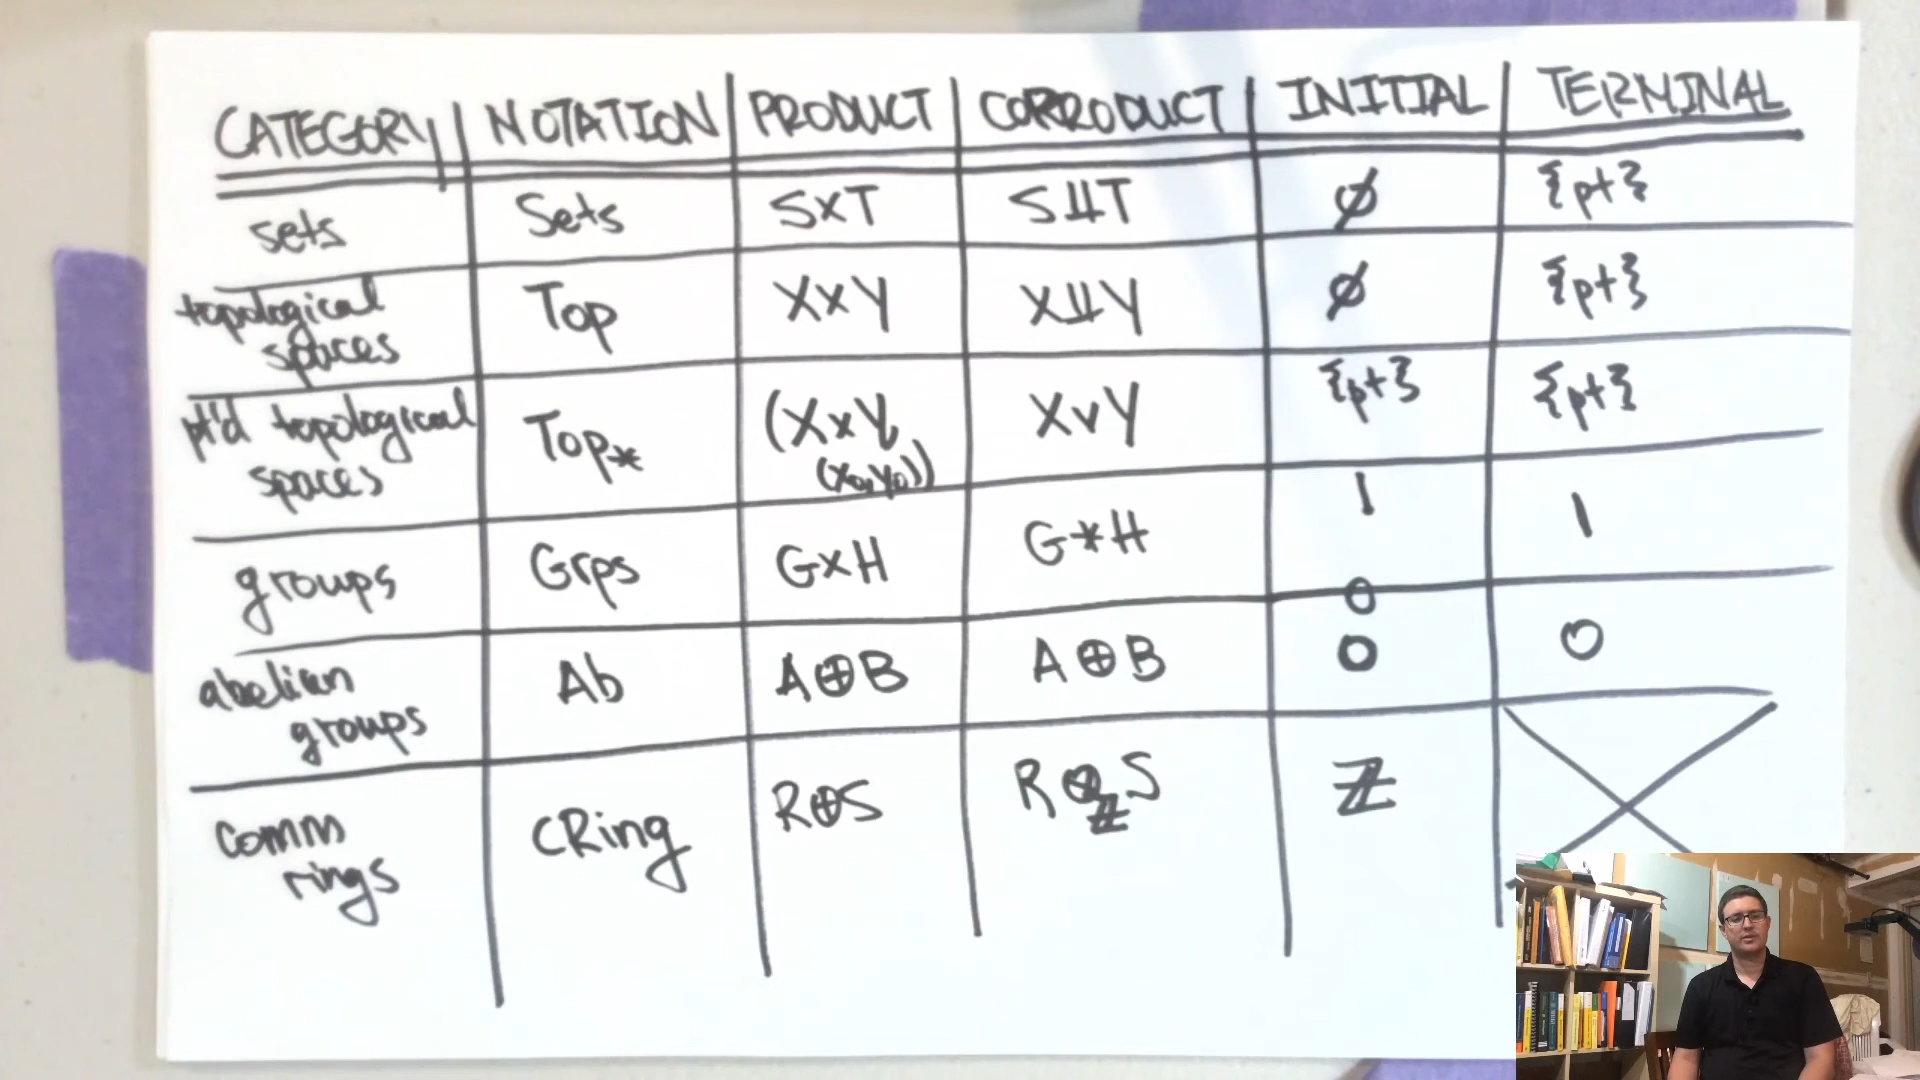 CATEGORY NOTATION PRODUCT COPRODUCT INITIAL TERMINAL
sets Sets S×T S⨿T ∅ {pt}
topological spaces Top X×Y X⨿Y ∅ {pt}
pt'd topological spaces Top* (X×Y, (x₀,y₀)) X∨Y {pt} {pt}
groups Grps G×H G*H 1 1
0
abelian groups Ab A⊕B A⊕B 0 0
comm rings CRing R⊕S R⊗ℤS ℤ